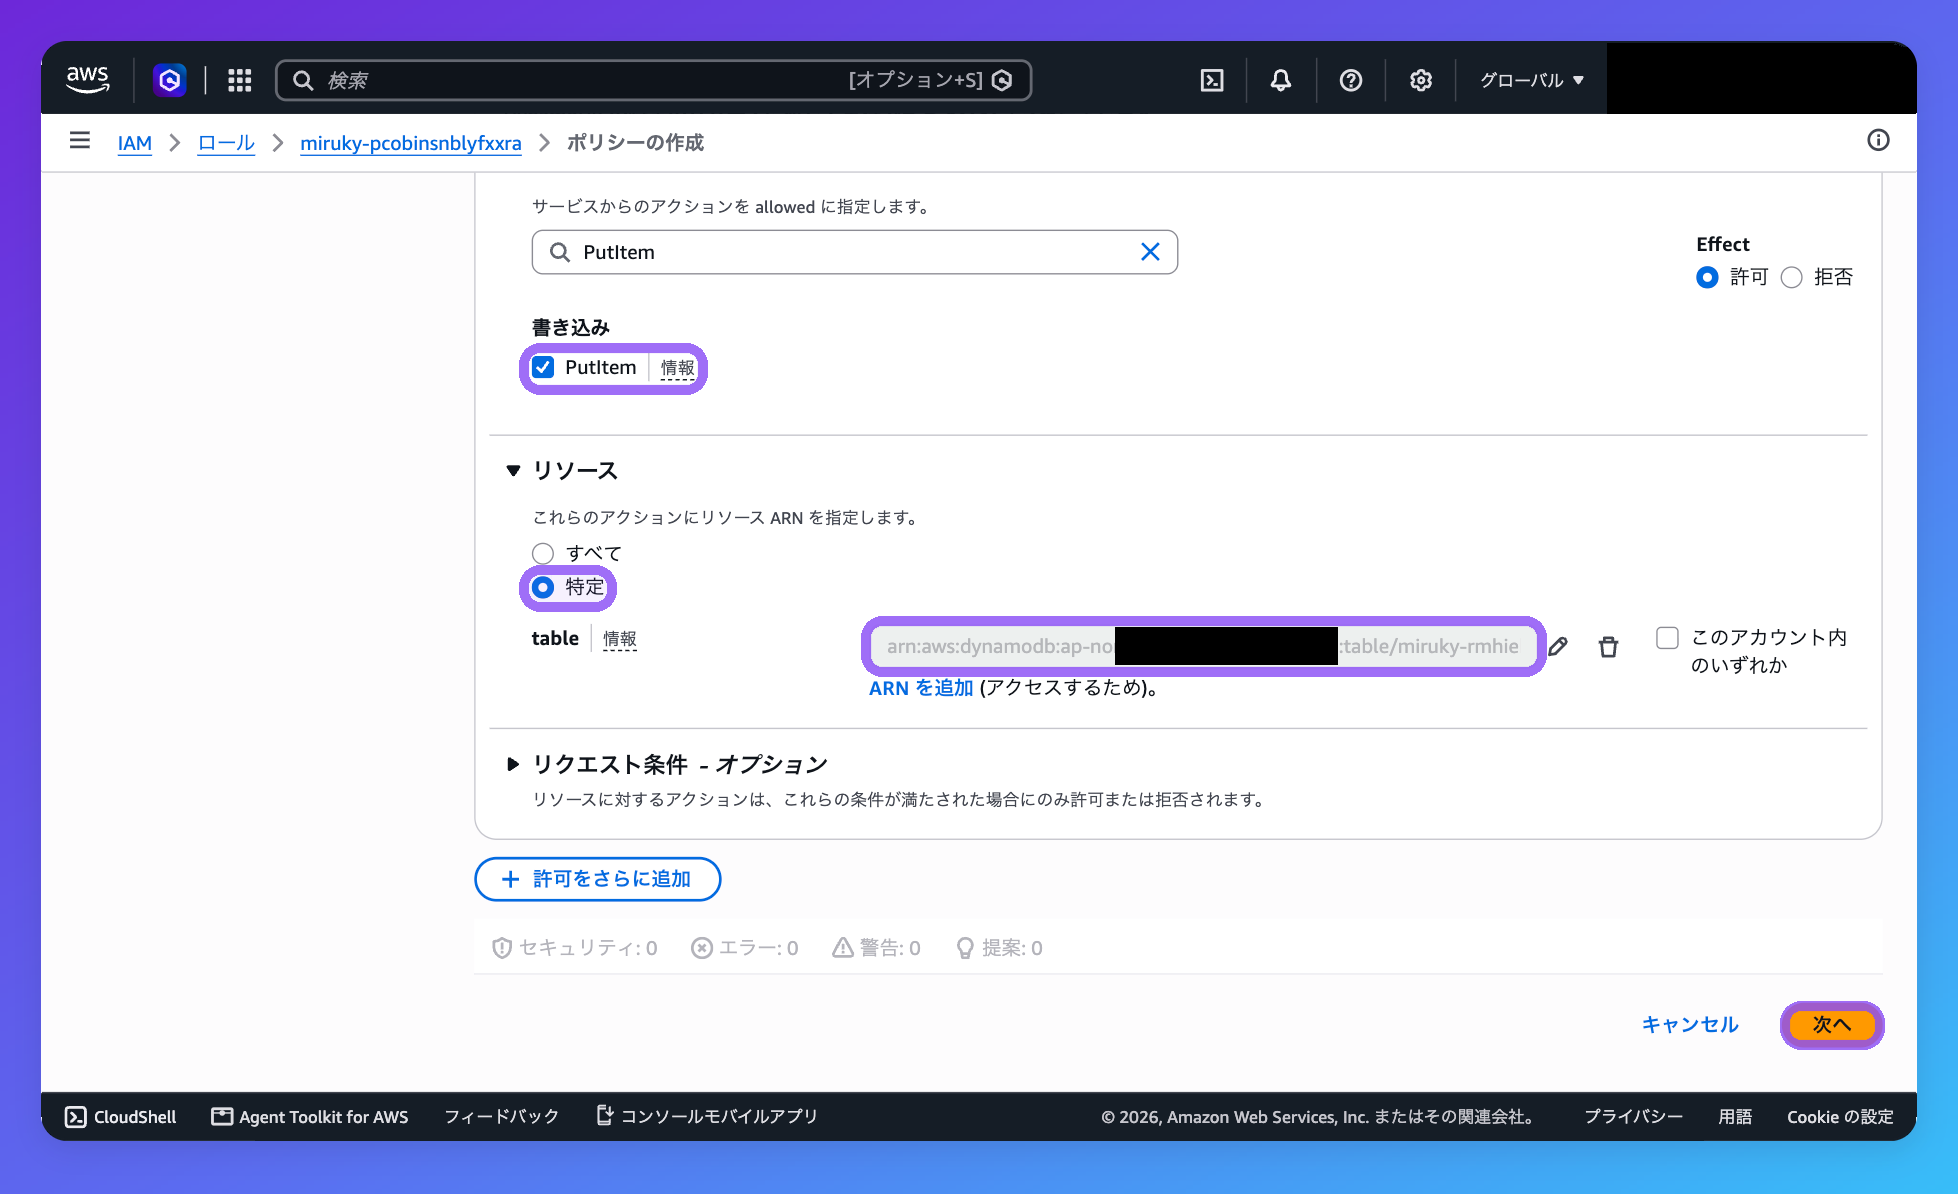 aws
検索
[オプション+S]
グローバル
IAM
ロール
miruky-pcobinsnblyfxxra
ポリシーの作成
サービスからのアクションを allowed に指定します。
PutItem
Effect
許可
拒否
書き込み
PutItem
情報
リソース
これらのアクションにリソース ARN を指定します。
すべて
特定
table
情報
arn:aws:dynamodb:ap-no
:table/miruky-rmhie
このアカウント内
のいずれか
ARN を追加 (アクセスするため)。
リクエスト条件 - オプション
リソースに対するアクションは、これらの条件が満たされた場合にのみ許可または拒否されます。
許可をさらに追加
セキュリティ: 0
エラー: 0
警告: 0
提案: 0
キャンセル
次へ
CloudShell
Agent Toolkit for AWS
フィードバック
コンソールモバイルアプリ
© 2026, Amazon Web Services, Inc. またはその関連会社。
プライバシー
用語
Cookie の設定